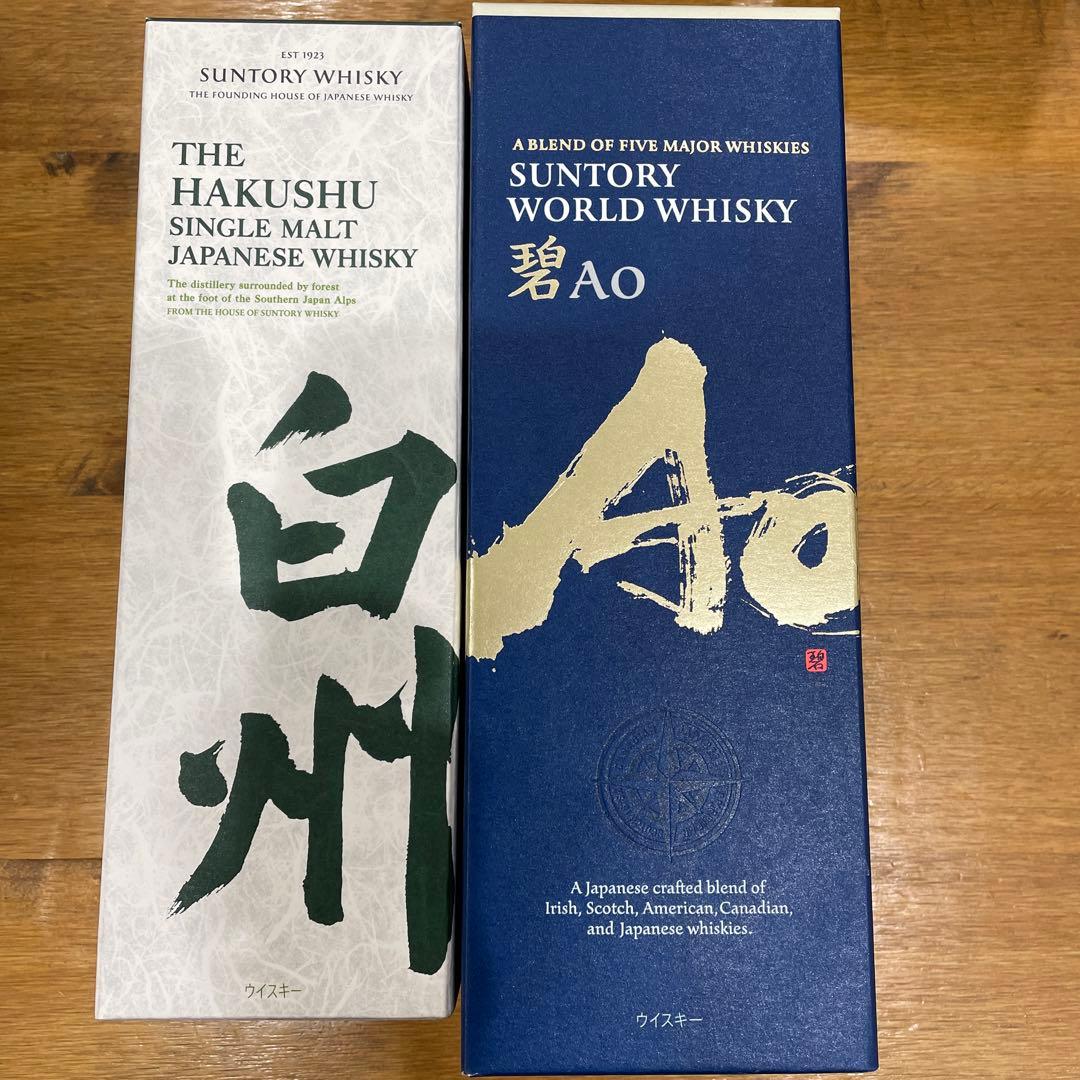 EST 1923
SUNTORY WHISKY
THE FOUNDING HOUSE OF JAPANESE WHISKY
THE
HAKUSHU
SINGLE MALT
JAPANESE WHISKY
The distillery surrounded by forest
at the foot of the Southern Japan Alps
FROM THE HOUSE OF SUNTORY WHISKY
白州
ウイスキー
A BLEND OF FIVE MAJOR WHISKIES
SUNTORY
WORLD WHISKY
碧 AO
Ao
碧
A Japanese crafted blend of
Irish, Scotch, American, Canadian,
and Japanese whiskies.
ウイスキー